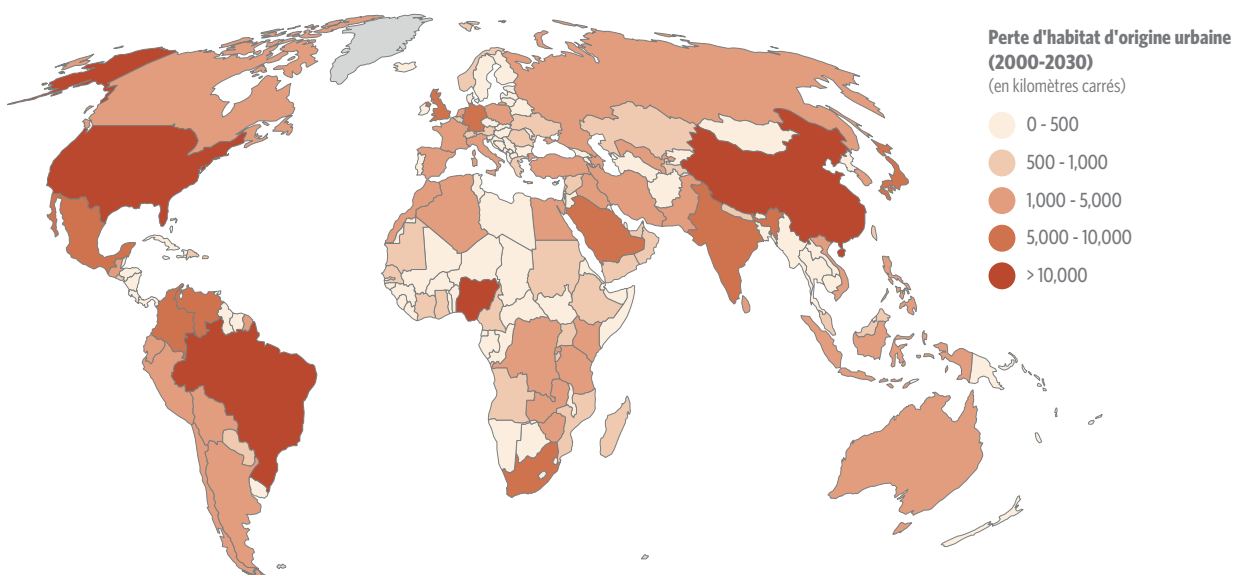 Perte d'habitat d'origine urbaine
(2000-2030)
(en kilomètres carrés)
0 - 500
500 - 1,000
1,000 - 5,000
5,000 - 10,000
> 10,000